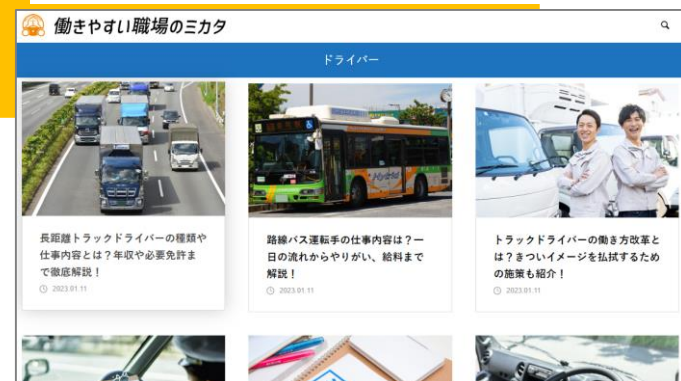 働きやすい職場のミカタ
ドライバー
長距離トラックドライバーの種類や
仕事内容とは？年収や必要免許ま
で徹底解説！
2023.01.11
路線バス運転手の仕事内容は？一
日の流れからやりがい、給料まで
解説！
2023.01.11
トラックドライバーの働き方改革と
は？きついイメージを払拭するため
の施策も紹介！
2023.01.11